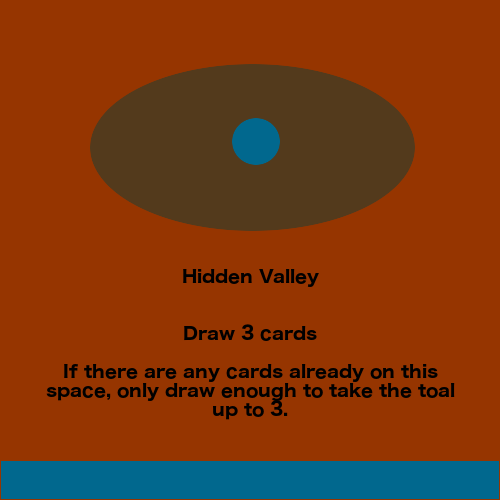 Hidden Valley
Draw 3 cards
If there are any cards already on this
space, only draw enough to take the toal
up to 3.